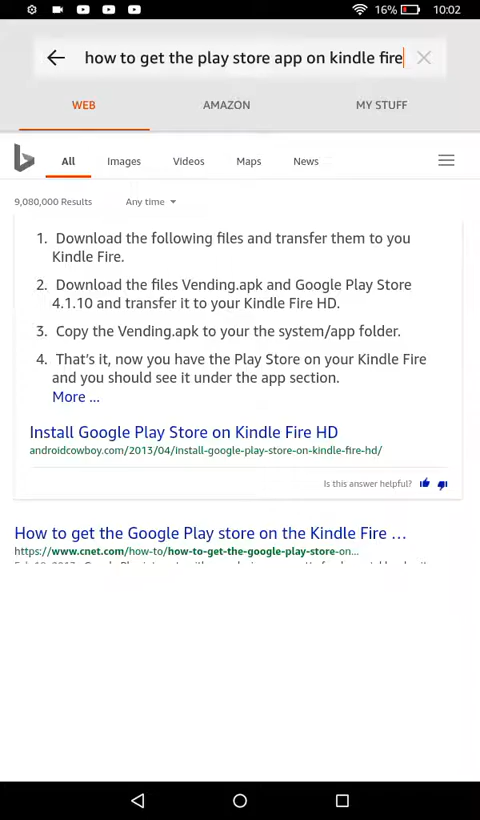 16% 10:02
how to get the play store app on kindle fire
WEB AMAZON MY STUFF
All Images Videos Maps News
9,080,000 Results Any time
1. Download the following files and transfer them to you
Kindle Fire.
2. Download the files Vending.apk and Google Play Store
4.1.10 and transfer it to your Kindle Fire HD.
3. Copy the Vending.apk to your the system/app folder.
4. That's it, now you have the Play Store on your Kindle Fire
and you should see it under the app section.
More ...
Install Google Play Store on Kindle Fire HD
androidcowboy.com/2013/04/install-google-play-store-on-kindle-fire-hd/
Is this answer helpful?
How to get the Google Play store on the Kindle Fire ...
https://www.cnet.com/how-to/how-to-get-the-google-play-store-on...